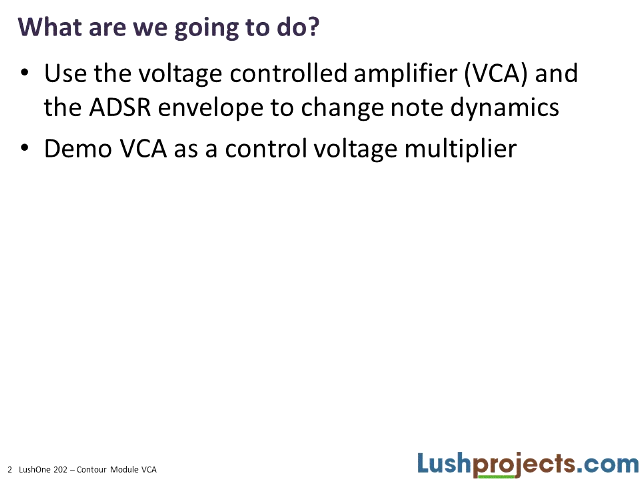 What are we going to do?
• Use the voltage controlled amplifier (VCA) and
the ADSR envelope to change note dynamics
• Demo VCA as a control voltage multiplier
2 LushOne 202 – Contour Module VCA
Lushprojects.com